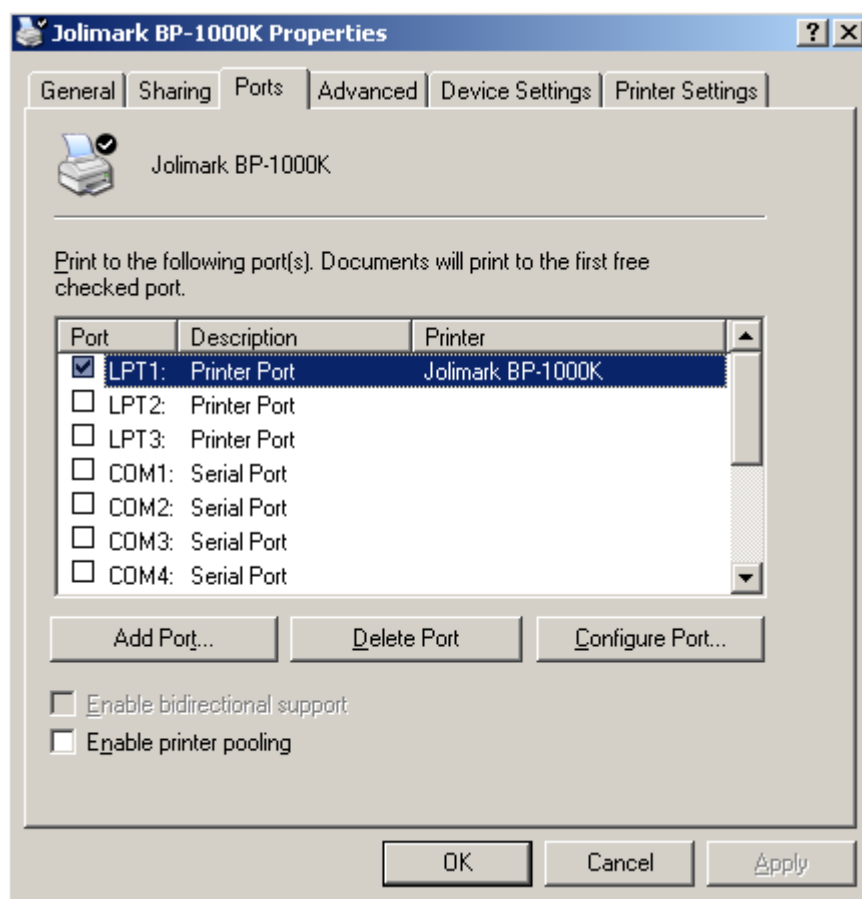 Jolimark BP-1000K Properties
General Sharing Ports Advanced Device Settings Printer Settings
Jolimark BP-1000K
Print to the following port(s). Documents will print to the first free
checked port.
Port Description Printer
LPT1: Printer Port Jolimark BP-1000K
LPT2: Printer Port
LPT3: Printer Port
COM1: Serial Port
COM2: Serial Port
COM3: Serial Port
COM4: Serial Port
Add Port... Delete Port Configure Port...
Enable bidirectional support
Enable printer pooling
OK Cancel Apply